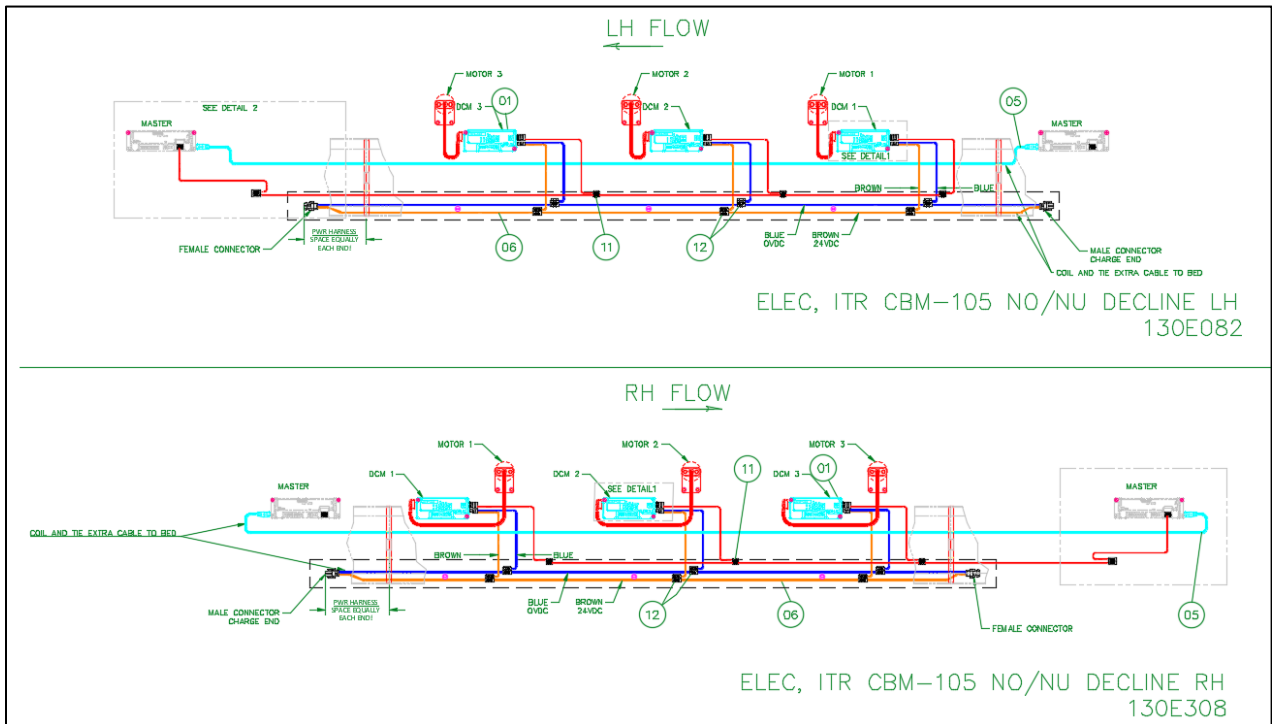 LH FLOW
MOTOR 3
MOTOR 2
MOTOR 1
SEE DETAIL 2
MASTER
DCM 3
01
DCM 2
DCM 1
SEE DETAIL1
05
MASTER
BROWN
BLUE
FEMALE CONNECTOR
PWR HARNESS
SPACE EQUALLY
EACH END!
06
11
12
BLUE
0VDC
BROWN
24VDC
MALE CONNECTOR
CHARGE END
COIL AND TIE EXTRA CABLE TO BED
ELEC, ITR CBM-105 NO/NU DECLINE LH
130E082
RH FLOW
MOTOR 1
MOTOR 2
MOTOR 3
MASTER
DCM 1
DCM 2
SEE DETAIL1
11
DCM 3
01
SEE DETAIL 2
MASTER
COIL AND TIE EXTRA CABLE TO BED
BROWN
BLUE
MALE CONNECTOR
CHARGE END
PWR HARNESS
SPACE EQUALLY
EACH END!
BLUE
0VDC
BROWN
24VDC
12
06
FEMALE CONNECTOR
05
ELEC, ITR CBM-105 NO/NU DECLINE RH
130E308